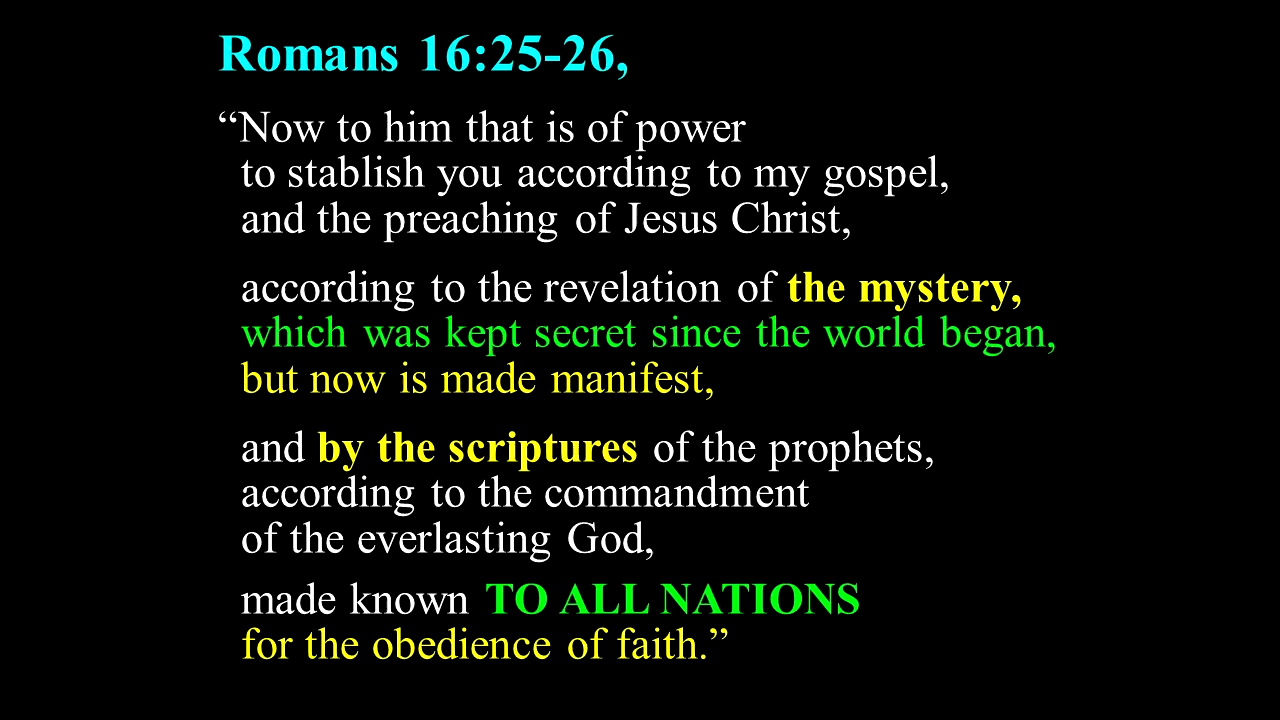 Romans 16:25-26,
“Now to him that is of power
to stablish you according to my gospel,
and the preaching of Jesus Christ,
according to the revelation of the mystery,
which was kept secret since the world began,
but now is made manifest,
and by the scriptures of the prophets,
according to the commandment
of the everlasting God,
made known TO ALL NATIONS
for the obedience of faith.”